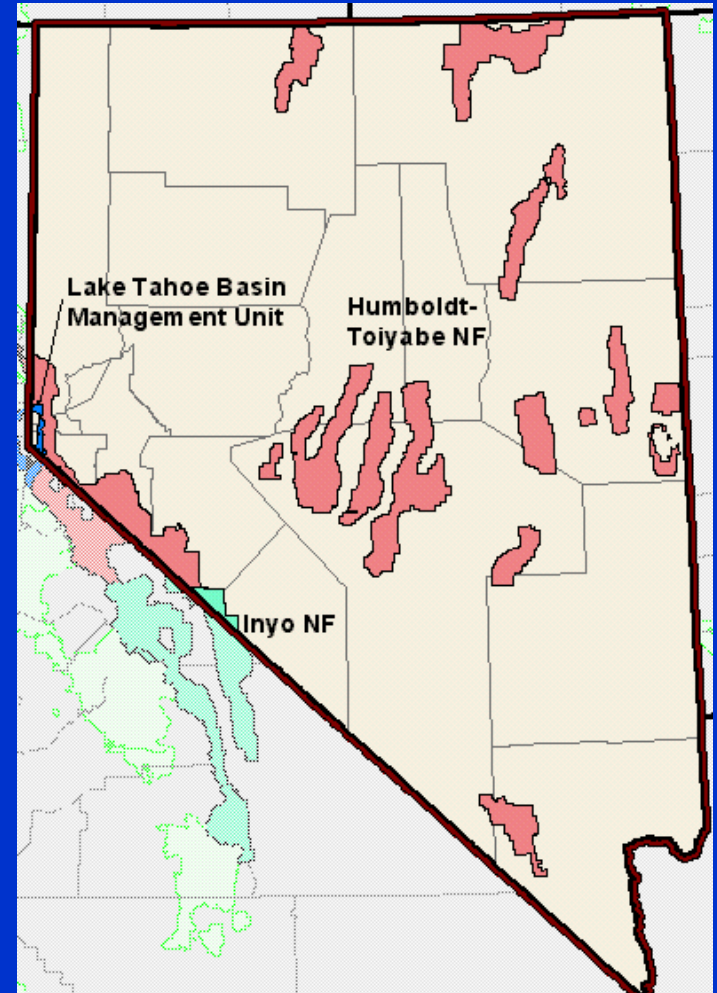 Lake Tahoe Basin
Management Unit
Humboldt-
Toiyabe NF
Inyo NF